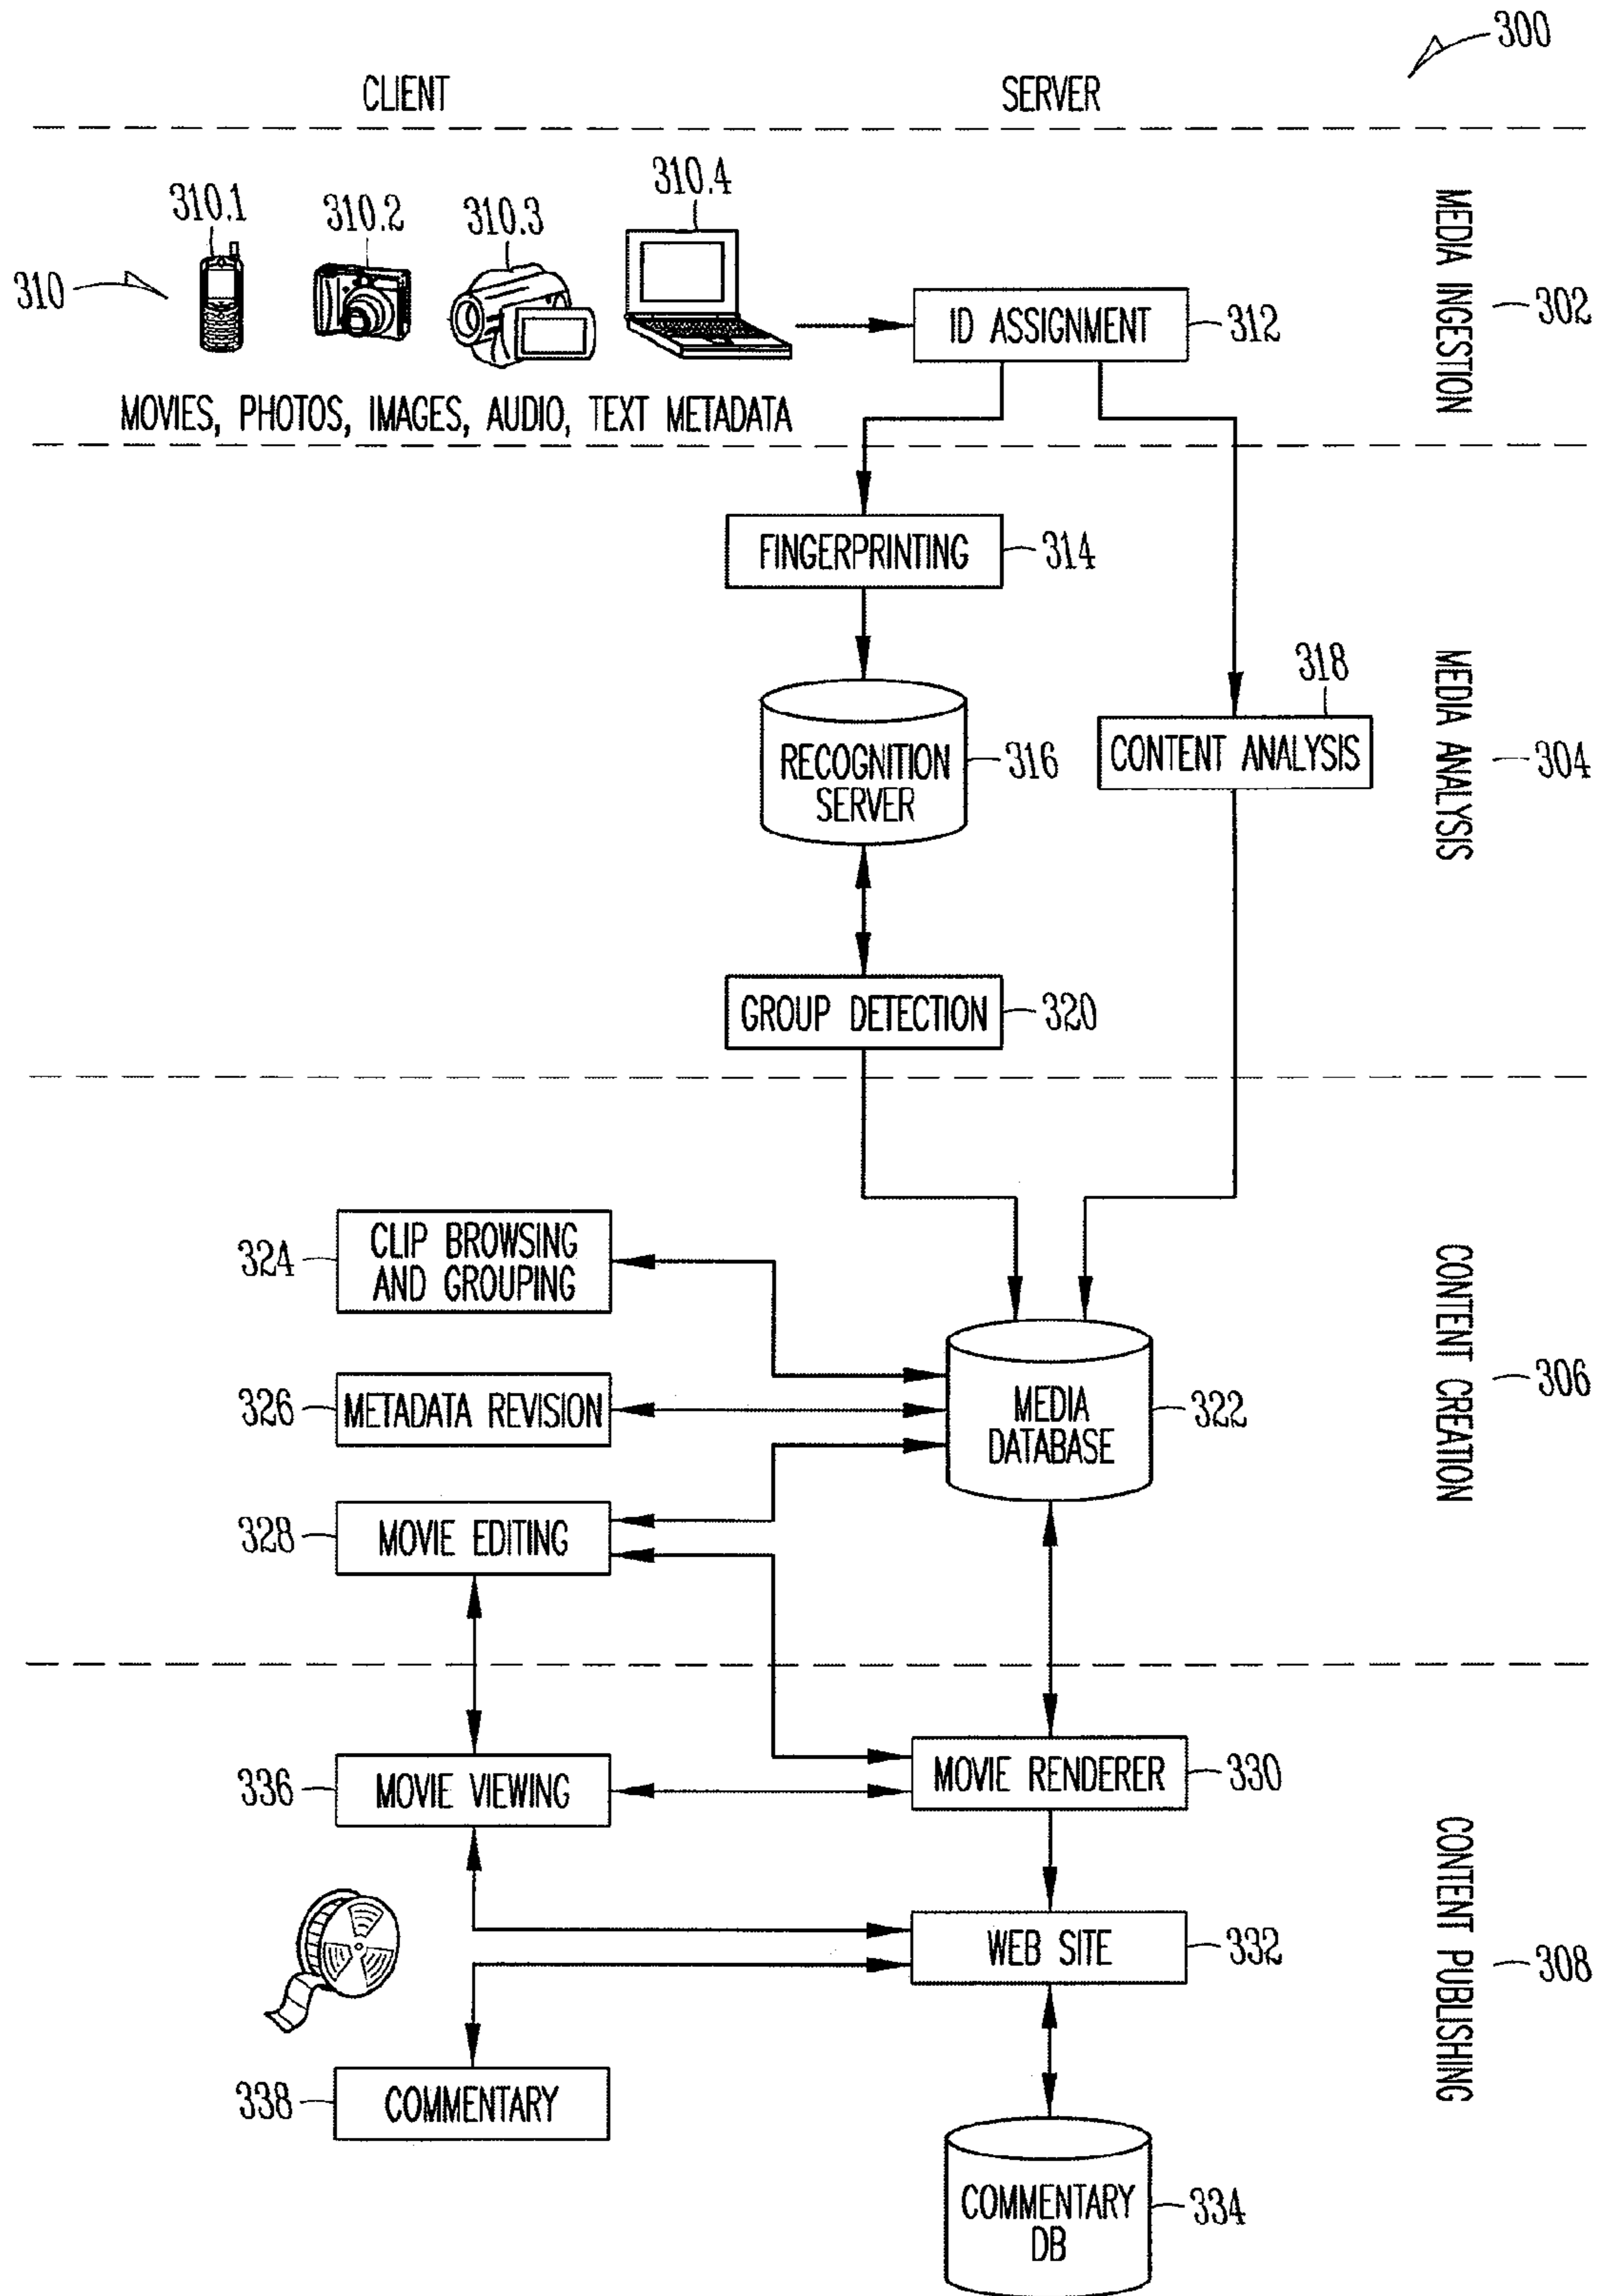 300
CLIENT
SERVER
310.1
310.2
310.3
310.4
310
ID ASSIGNMENT
312
MEDIA INGESTION
302
MOVIES, PHOTOS, IMAGES, AUDIO, TEXT METADATA
FINGERPRINTING
314
RECOGNITION
SERVER
316
318
CONTENT ANALYSIS
MEDIA ANALYSIS
304
GROUP DETECTION
320
324
CLIP BROWSING
AND GROUPING
326
METADATA REVISION
328
MOVIE EDITING
MEDIA
DATABASE
322
CONTENT CREATION
306
336
MOVIE VIEWING
MOVIE RENDERER
330
WEB SITE
332
CONTENT PUBLISHING
308
338
COMMENTARY
COMMENTARY
DB
334